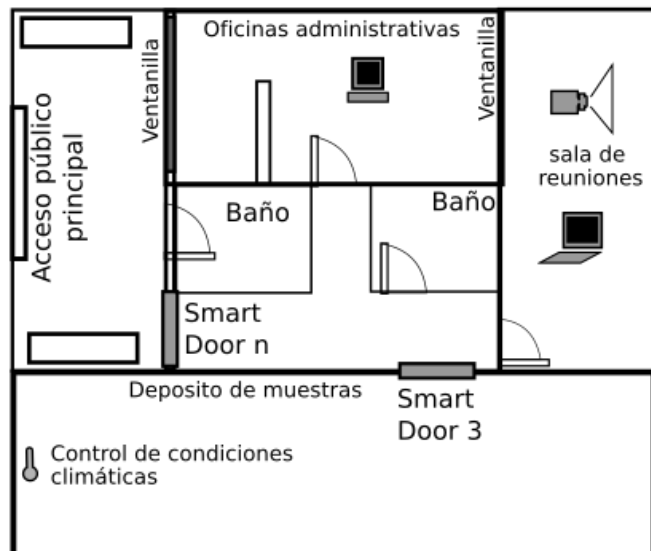 Oficinas administrativas
Ventanilla
Ventanilla
Acceso público
principal
sala de
reuniones
Baño
Baño
Smart
Door n
Deposito de muestras
Smart
Door 3
Control de condiciones
climáticas